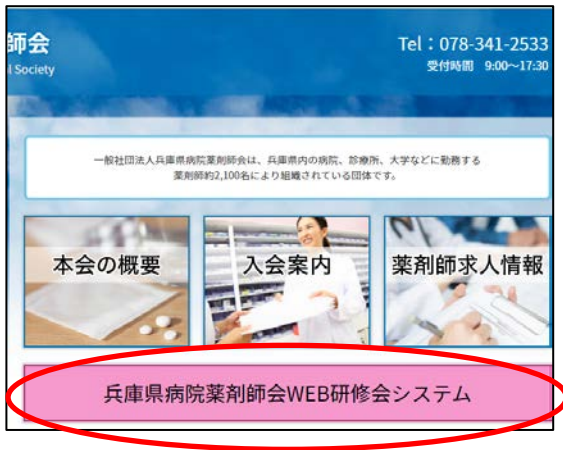 師会
Tel：078-341-2533
l Society
受付時間　9:00～17:30
一般社団法人兵庫県病院薬剤師会は、兵庫県内の病院、診療所、大学などに勤務する
薬剤師約2,100名により組織されている団体です。
本会の概要
入会案内
薬剤師求人情報
兵庫県病院薬剤師会WEB研修会システム